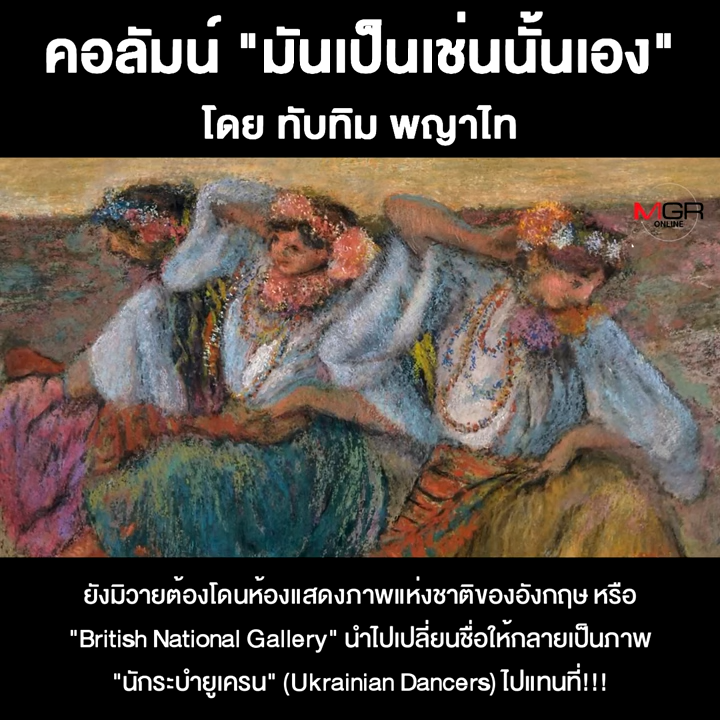 คอลัมน์ "มันเป็นเช่นนั้นเอง"
โดย ทับทิม พญาไท
MGR
ONLINE
ยังมิวายต้องโดนห้องแสดงภาพแห่งชาติของอังกฤษ หรือ
"British National Gallery" นำไปเปลี่ยนชื่อให้กลายเป็นภาพ
"นักระบำยูเครน" (Ukrainian Dancers) ไปแทนที่!!!